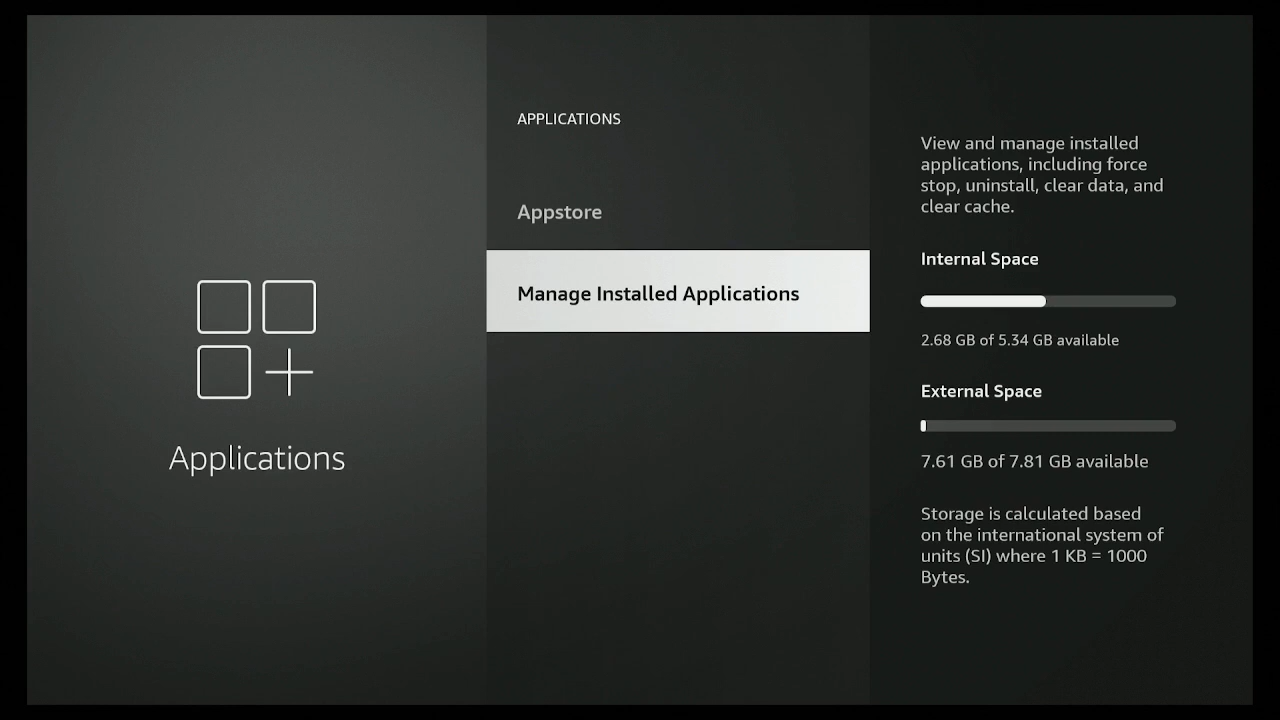 Applications
APPLICATIONS
Appstore
Manage Installed Applications
View and manage installed
applications, including force
stop, uninstall, clear data, and
clear cache.
Internal Space
2.68 GB of 5.34 GB available
External Space
7.61 GB of 7.81 GB available
Storage is calculated based
on the international system of
units (SI) where 1 KB = 1000
Bytes.